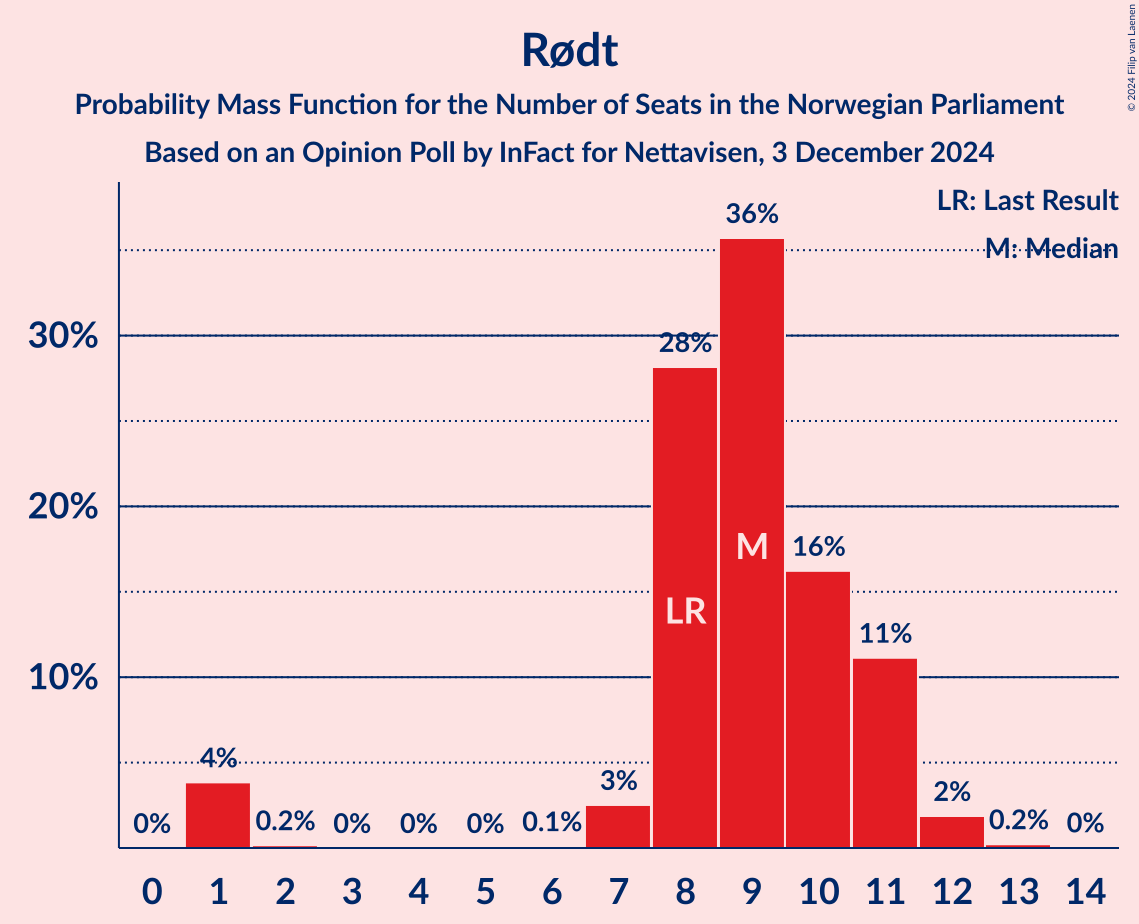 Rødt
Probability Mass Function for the Number of Seats in the Norwegian Parliament
Based on an Opinion Poll by InFact for Nettavisen, 3 December 2024
© 2024 Filip van Laenen
LR: Last Result
M: Median
30%
20%
10%
0%
4%
0.2%
0%
0%
0%
0.1%
3%
28%
36%
16%
11%
2%
0.2%
0%
LR
M
0 1 2 3 4 5 6 7 8 9 10 11 12 13 14